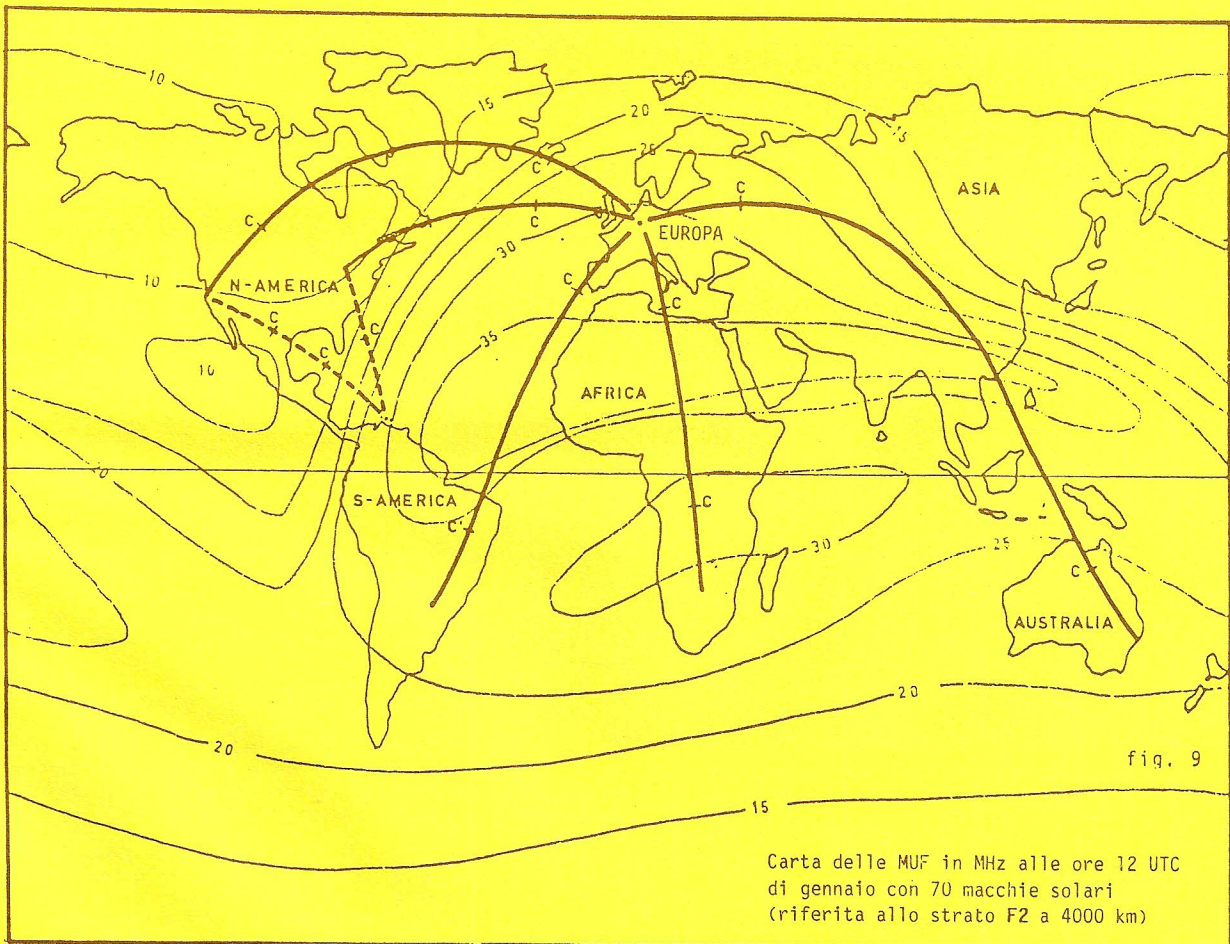 10
15
20
25
15
C
ASIA
C
C
C
EUROPA
30
10
N-AMERICA
C
C
C
C
C
35
10
AFRICA
20
S-AMERICA
C
C'
30
25
C
AUSTRALIA
20
20
fig. 9
15
Carta delle MUF in MHz alle ore 12 UTC
di gennaio con 70 macchie solari
(riferita allo strato F2 a 4000 km)